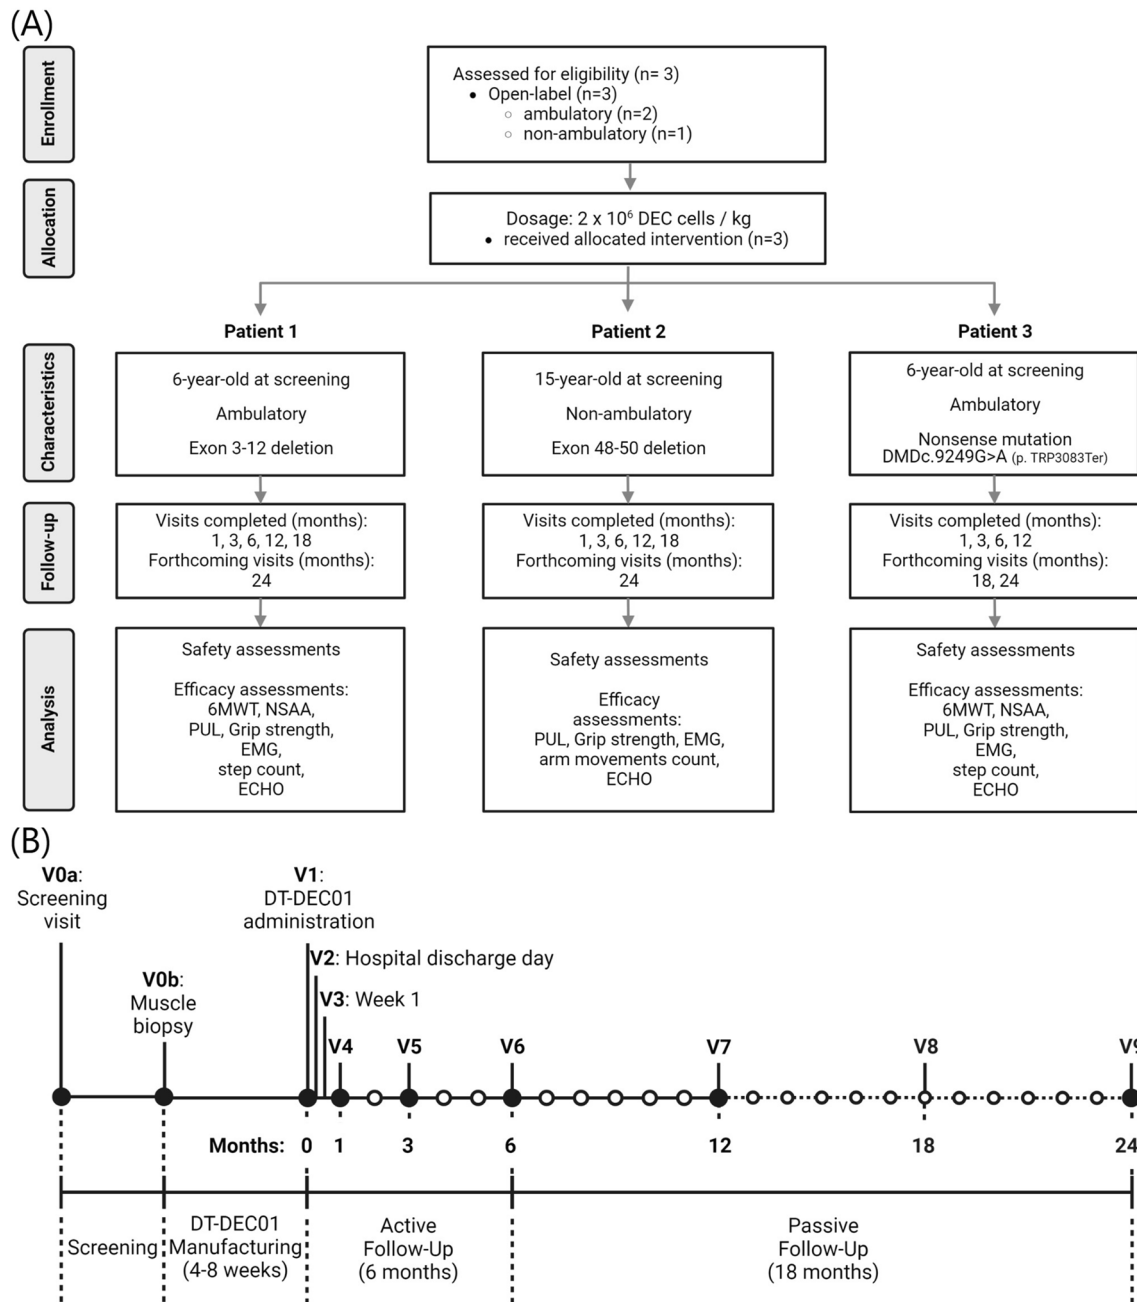 (A)
Enrollment
Assessed for eligibility (n= 3)
• Open-label (n=3)
○ ambulatory (n=2)
○ non-ambulatory (n=1)
Allocation
Dosage: 2 x 10⁶ DEC cells / kg
• received allocated intervention (n=3)
Patient 1
Patient 2
Patient 3
Characteristics
6-year-old at screening
Ambulatory
Exon 3-12 deletion
15-year-old at screening
Non-ambulatory
Exon 48-50 deletion
6-year-old at screening
Ambulatory
Nonsense mutation
DMDc.9249G>A (p. TRP3083Ter)
Follow-up
Visits completed (months):
1, 3, 6, 12, 18
Forthcoming visits (months):
24
Visits completed (months):
1, 3, 6, 12, 18
Forthcoming visits (months):
24
Visits completed (months):
1, 3, 6, 12
Forthcoming visits (months):
18, 24
Analysis
Safety assessments
Efficacy assessments:
6MWT, NSAA,
PUL, Grip strength,
EMG,
step count,
ECHO
Safety assessments
Efficacy
assessments:
PUL, Grip strength, EMG,
arm movements count,
ECHO
Safety assessments
Efficacy assessments:
6MWT, NSAA,
PUL, Grip strength,
EMG,
step count,
ECHO
(B)
V0a:
Screening
visit
V0b:
Muscle
biopsy
V1:
DT-DEC01
administration
V2: Hospital discharge day
V3: Week 1
V4 V5 V6 V7 V8 V9
Months: 0 1 3 6 12 18 24
Screening
DT-DEC01
Manufacturing
(4-8 weeks)
Active
Follow-Up
(6 months)
Passive
Follow-Up
(18 months)